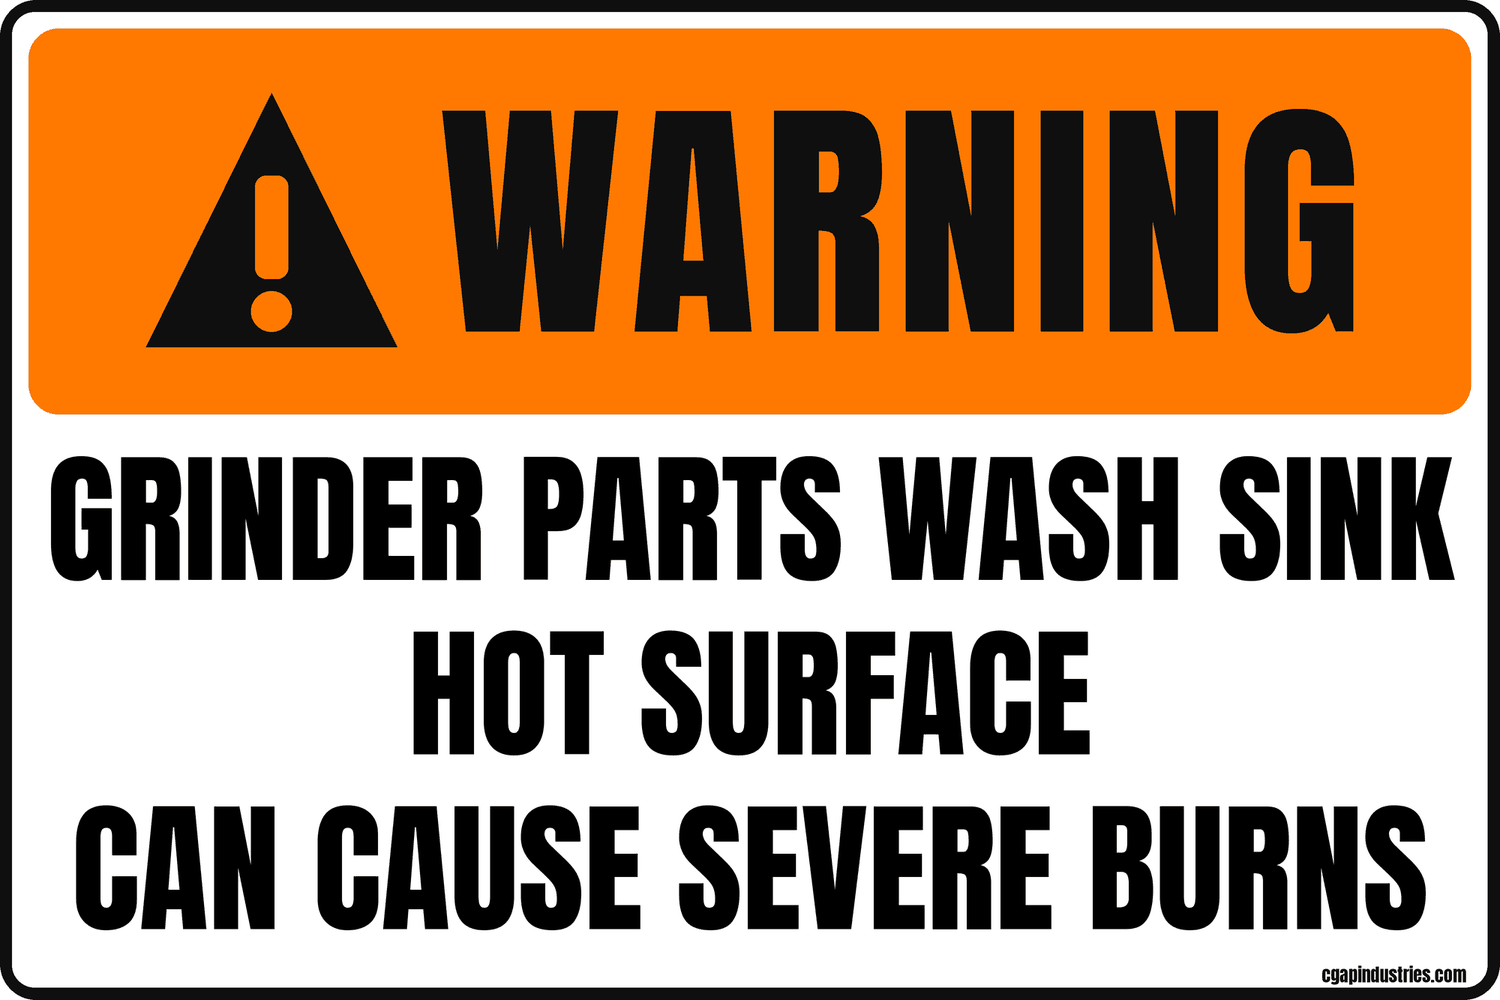 WARNING
GRINDER PARTS WASH SINK
HOT SURFACE
CAN CAUSE SEVERE BURNS
cgapindustries.com